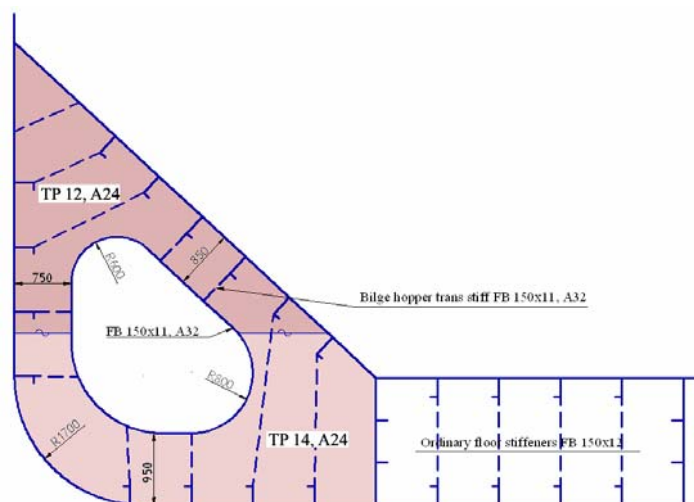 TP 12, A24
R600
850
750
Bilge hopper trans stiff FB 150x11, A32
FB 150x11, A32
R800
R1700
950
TP 14, A24
Ordinary floor stiffeners FB 150x12